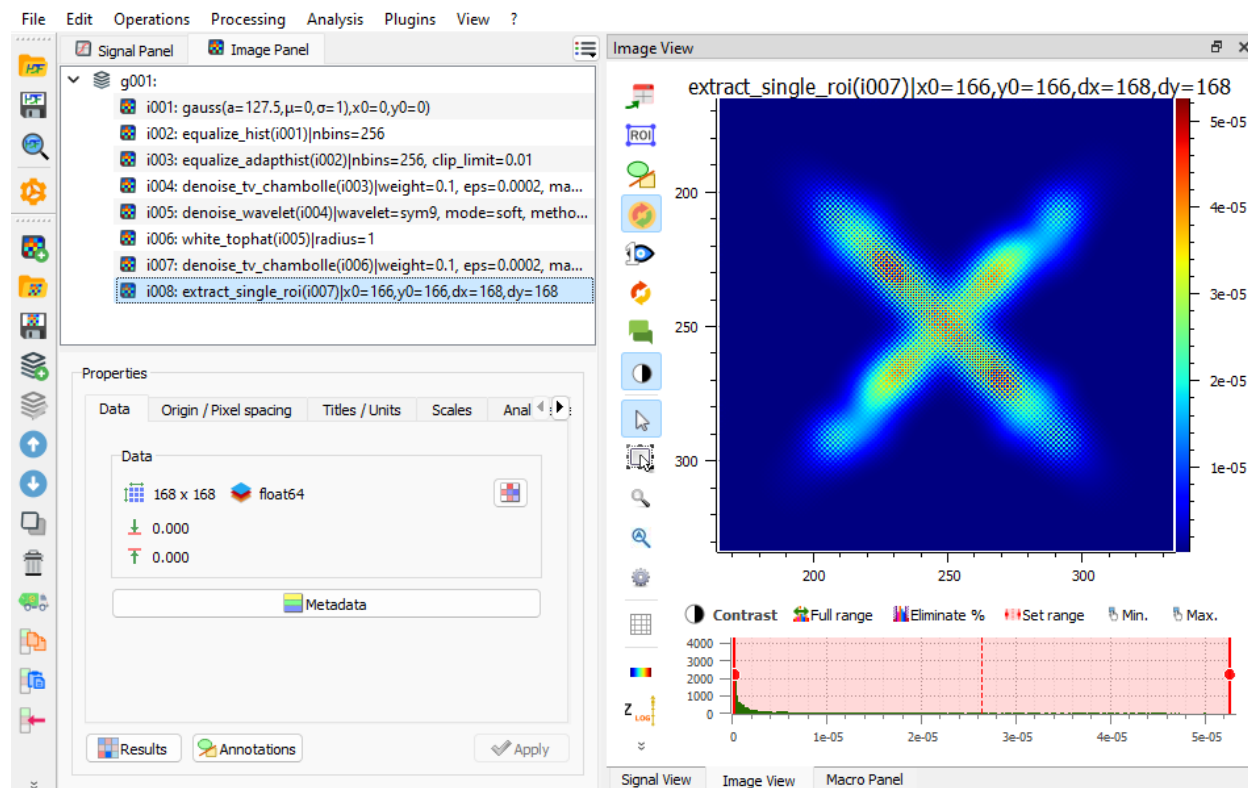 File Edit Operations Processing Analysis Plugins View ?
Signal Panel Image Panel
g001:
i001: gauss(a=127.5,μ=0,σ=1),x0=0,y0=0)
i002: equalize_hist(i001)|nbins=256
i003: equalize_adapthist(i002)|nbins=256, clip_limit=0.01
i004: denoise_tv_chambolle(i003)|weight=0.1, eps=0.0002, ma...
i005: denoise_wavelet(i004)|wavelet=sym9, mode=soft, metho...
i006: white_tophat(i005)|radius=1
i007: denoise_tv_chambolle(i006)|weight=0.1, eps=0.0002, ma...
i008: extract_single_roi(i007)|x0=166,y0=166,dx=168,dy=168
Properties
Data Origin / Pixel spacing Titles / Units Scales Anal
Data
168 x 168 float64
0.000
0.000
Metadata
Results Annotations Apply
Image View
extract_single_roi(i007)|x0=166,y0=166,dx=168,dy=168
ROI
200
250
300
200 250 300
5e-05
4e-05
3e-05
2e-05
1e-05
Contrast Full range Eliminate % Set range Min. Max.
4000
3000
2000
1000
0
0 1e-05 2e-05 3e-05 4e-05 5e-05
Z LOG
Signal View Image View Macro Panel